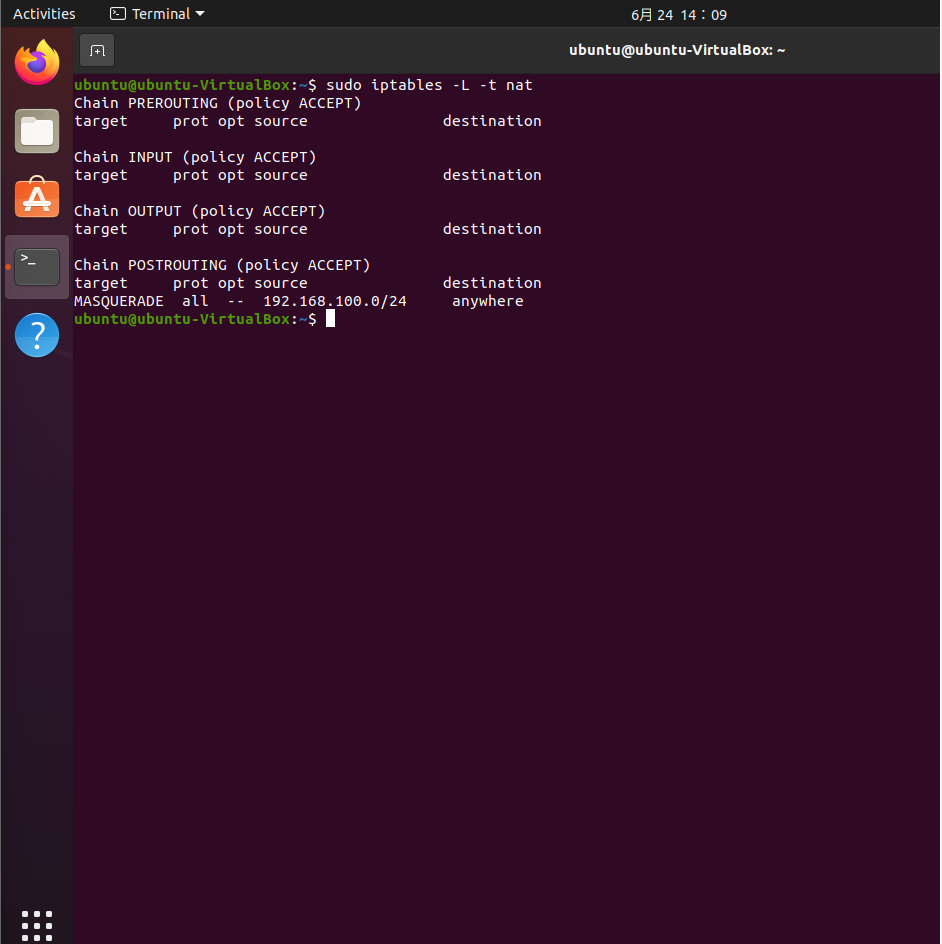 Activities Terminal 6月 24 14：09
ubuntu@ubuntu-VirtualBox: ~
ubuntu@ubuntu-VirtualBox:~$ sudo iptables -L -t nat
Chain PREROUTING (policy ACCEPT)
target     prot opt source               destination
Chain INPUT (policy ACCEPT)
target     prot opt source               destination
Chain OUTPUT (policy ACCEPT)
target     prot opt source               destination
Chain POSTROUTING (policy ACCEPT)
target     prot opt source               destination
MASQUERADE  all  --  192.168.100.0/24     anywhere
ubuntu@ubuntu-VirtualBox:~$